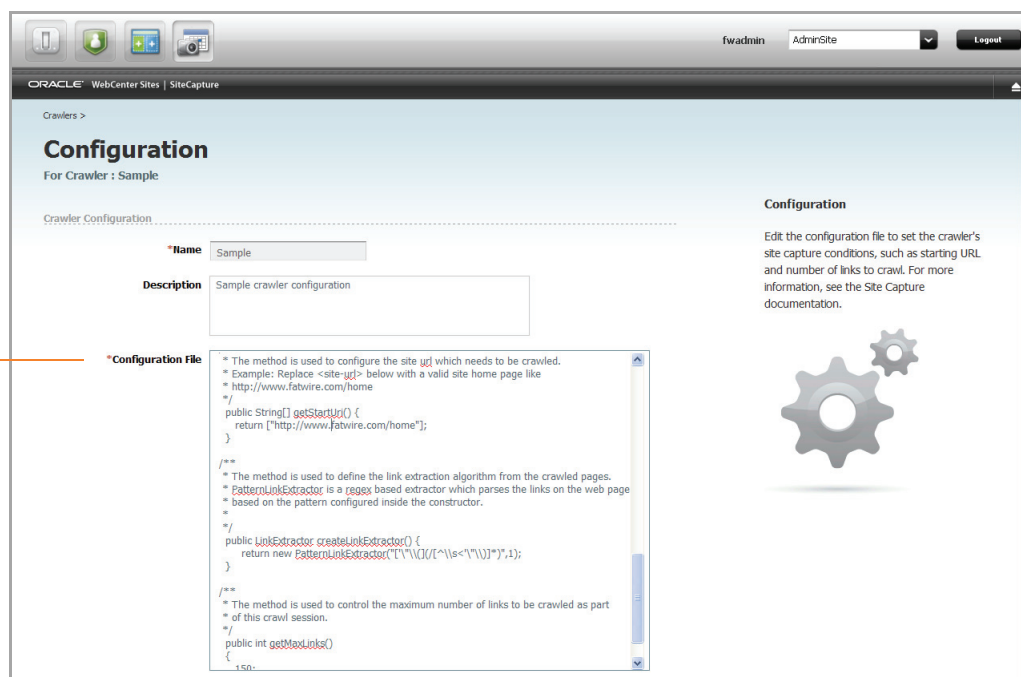 fwadmin AdminSite Logout
ORACLE WebCenter Sites | SiteCapture
Crawlers >
Configuration
For Crawler : Sample
Crawler Configuration
*Name Sample
Description Sample crawler configuration
*Configuration File
* The method is used to configure the site url which needs to be crawled.
* Example: Replace <site-url> below with a valid site home page like
* http://www.fatwire.com/home
*/
public String[] getStartUri() {
return ["http://www.fatwire.com/home"];
}
/**
* The method is used to define the link extraction algorithm from the crawled pages.
* PatternLinkExtractor is a regex based extractor which parses the links on the web page
* based on the pattern configured inside the constructor.
*
*/
public LinkExtractor createLinkExtractor() {
return new PatternLinkExtractor("['\"\\(](/[^\\s<'\"\\)]*)",1);
}
/**
* The method is used to control the maximum number of links to be crawled as part
* of this crawl session.
*/
public int getMaxLinks()
{
150;
Configuration
Edit the configuration file to set the crawler's
site capture conditions, such as starting URL
and number of links to crawl. For more
information, see the Site Capture
documentation.